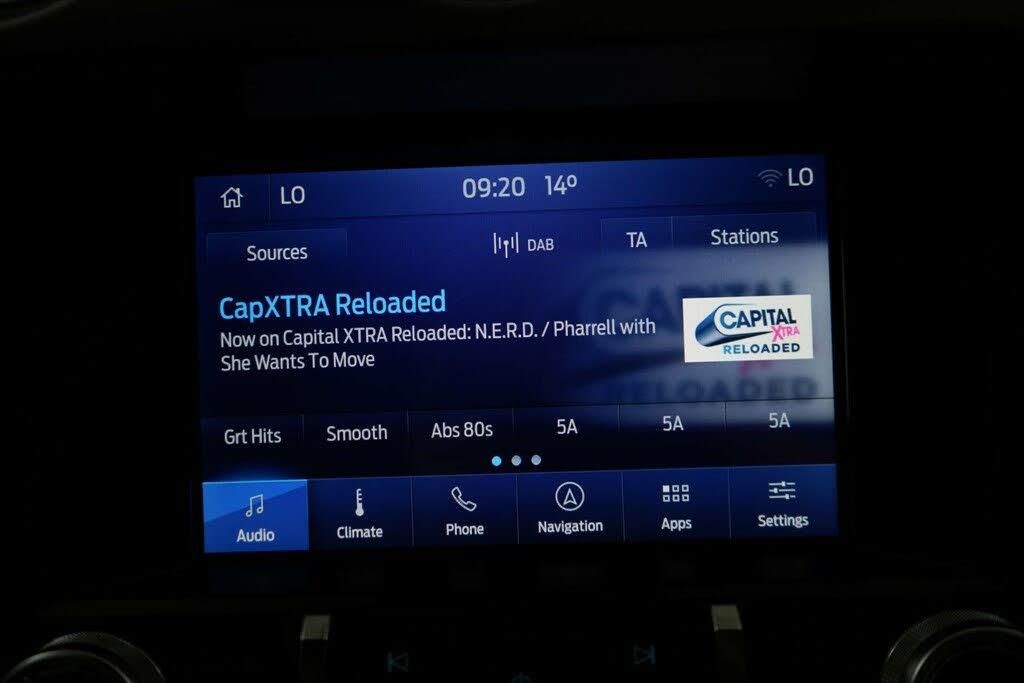 LO 09:20 14° LO
Sources DAB TA Stations
CapXTRA Reloaded
Now on Capital XTRA Reloaded: N.E.R.D. / Pharrell with
She Wants To Move
CAPITAL
XTRA
RELOADED
Grt Hits Smooth Abs 80s 5A 5A 5A
Audio Climate Phone Navigation Apps Settings